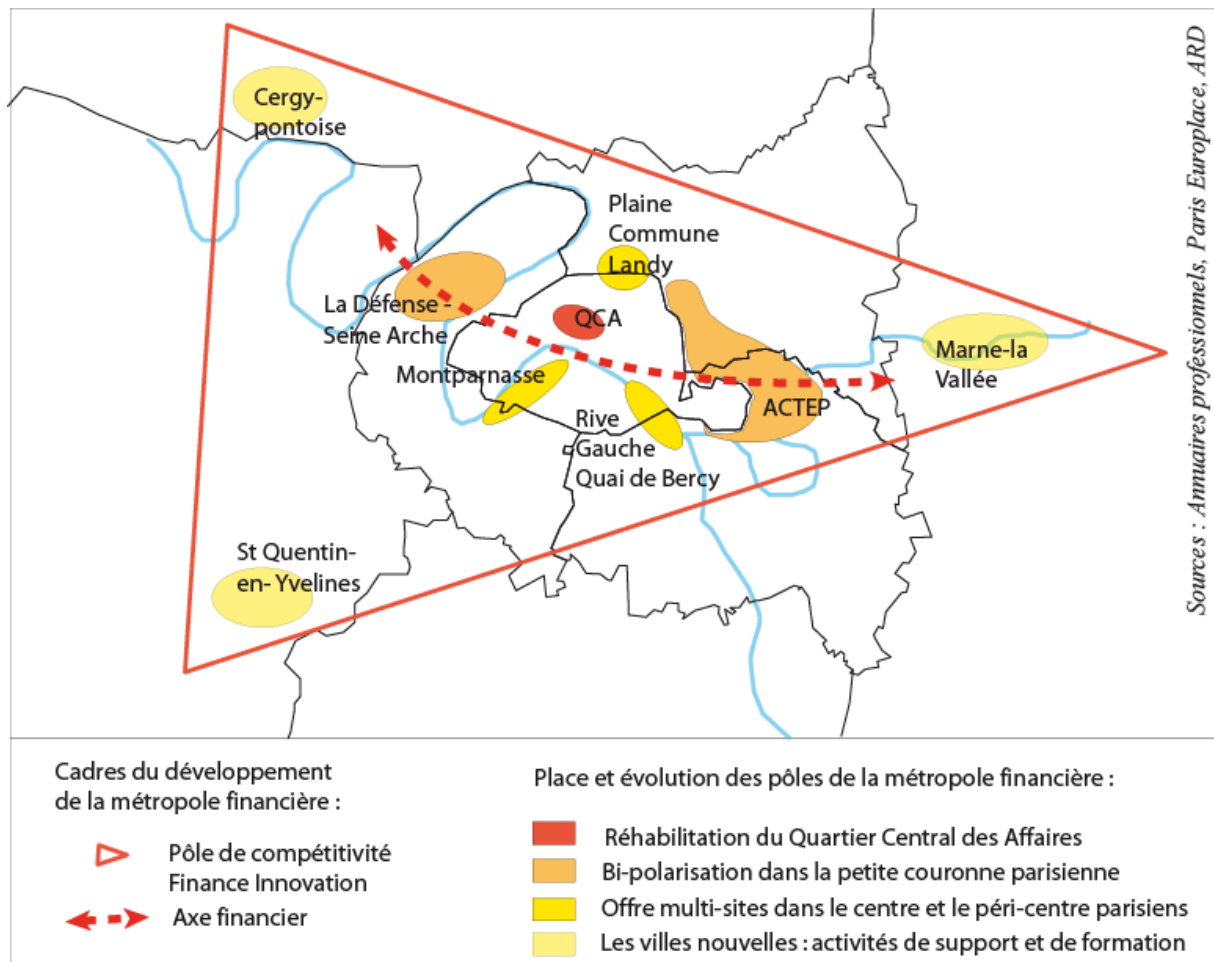 Cergy-
pontoise
Plaine
Commune
Landy
La Défense -
Seine Arche
QCA
Montparnasse
Marne-la
Vallée
ACTEP
Rive
Gauche
Quai de Bercy
St Quentin-
en- Yvelines
Sources : Annuaires professionnels, Paris Europlace, ARD
Cadres du développement
de la métropole financière :
Pôle de compétitivité
Finance Innovation
Axe financier
Place et évolution des pôles de la métropole financière :
Réhabilitation du Quartier Central des Affaires
Bi-polarisation dans la petite couronne parisienne
Offre multi-sites dans le centre et le péri-centre parisiens
Les villes nouvelles : activités de support et de formation